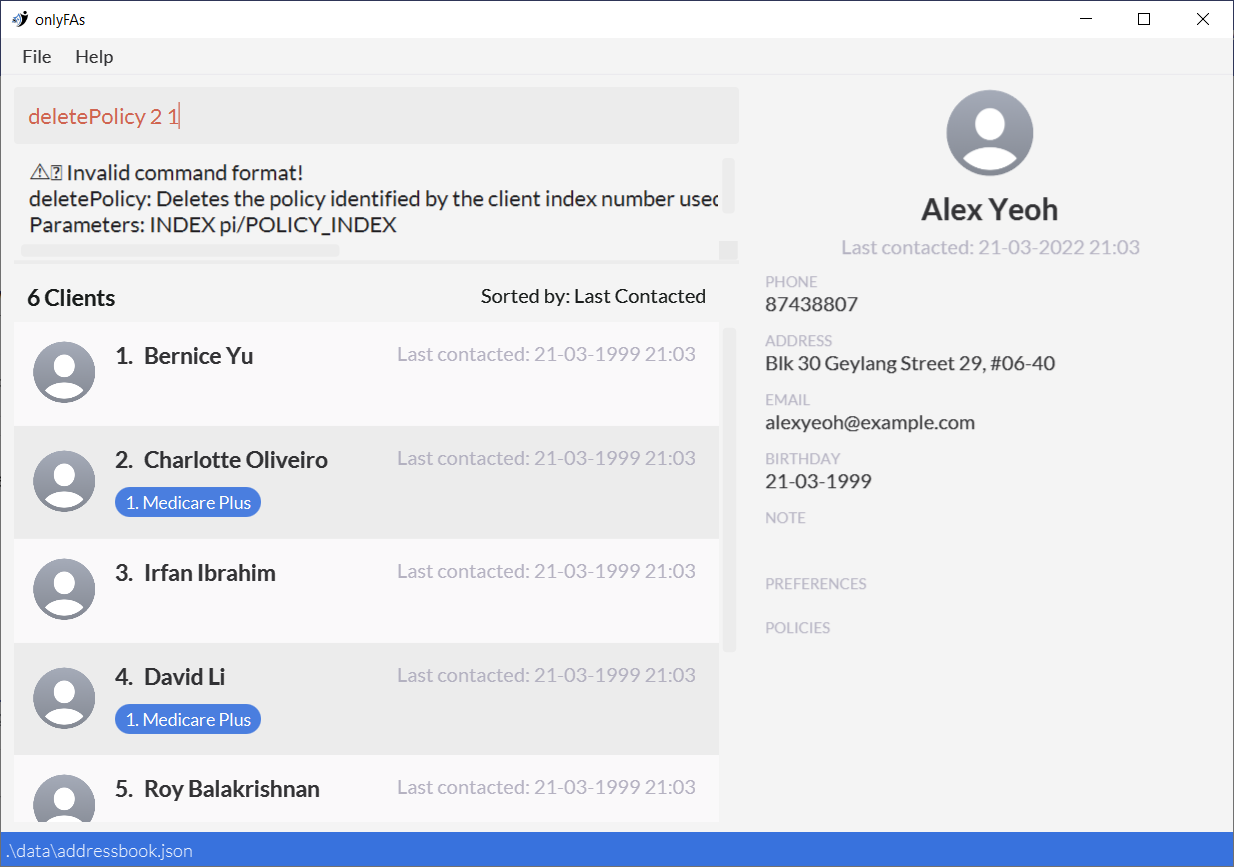 onlyFAs
File Help
deletePolicy 2 1
⚠ Invalid command format!
deletePolicy: Deletes the policy identified by the client index number used
Parameters: INDEX pi/POLICY_INDEX
6 Clients
Sorted by: Last Contacted
1. Bernice Yu
Last contacted: 21-03-1999 21:03
2. Charlotte Oliveiro
Last contacted: 21-03-1999 21:03
1. Medicare Plus
3. Irfan Ibrahim
Last contacted: 21-03-1999 21:03
4. David Li
Last contacted: 21-03-1999 21:03
1. Medicare Plus
5. Roy Balakrishnan
Last contacted: 21-03-1999 21:03
Alex Yeoh
Last contacted: 21-03-2022 21:03
PHONE
87438807
ADDRESS
Blk 30 Geylang Street 29, #06-40
EMAIL
alexyeoh@example.com
BIRTHDAY
21-03-1999
NOTE
PREFERENCES
POLICIES
.\data\addressbook.json